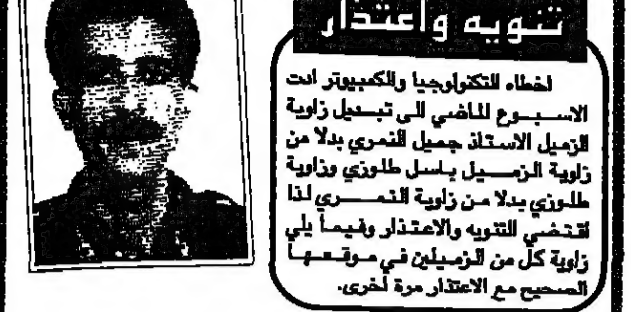 تنويه واعتذار
اخطاء التكنولوجيا والكمبيوتر ادت
الاسبوع الماضي الى تبديل زاوية
الزميل الاستاذ جميل النمري بدلا من
زاوية الزميل باسل طلوزي وزاوية
طلوزي بدلا من زاوية النمري لذا
اقتضى التنويه والاعتذار وفيما يلي
زاوية كل من الزميلين في موقعها
الصحيح مع الاعتذار مرة اخرى.